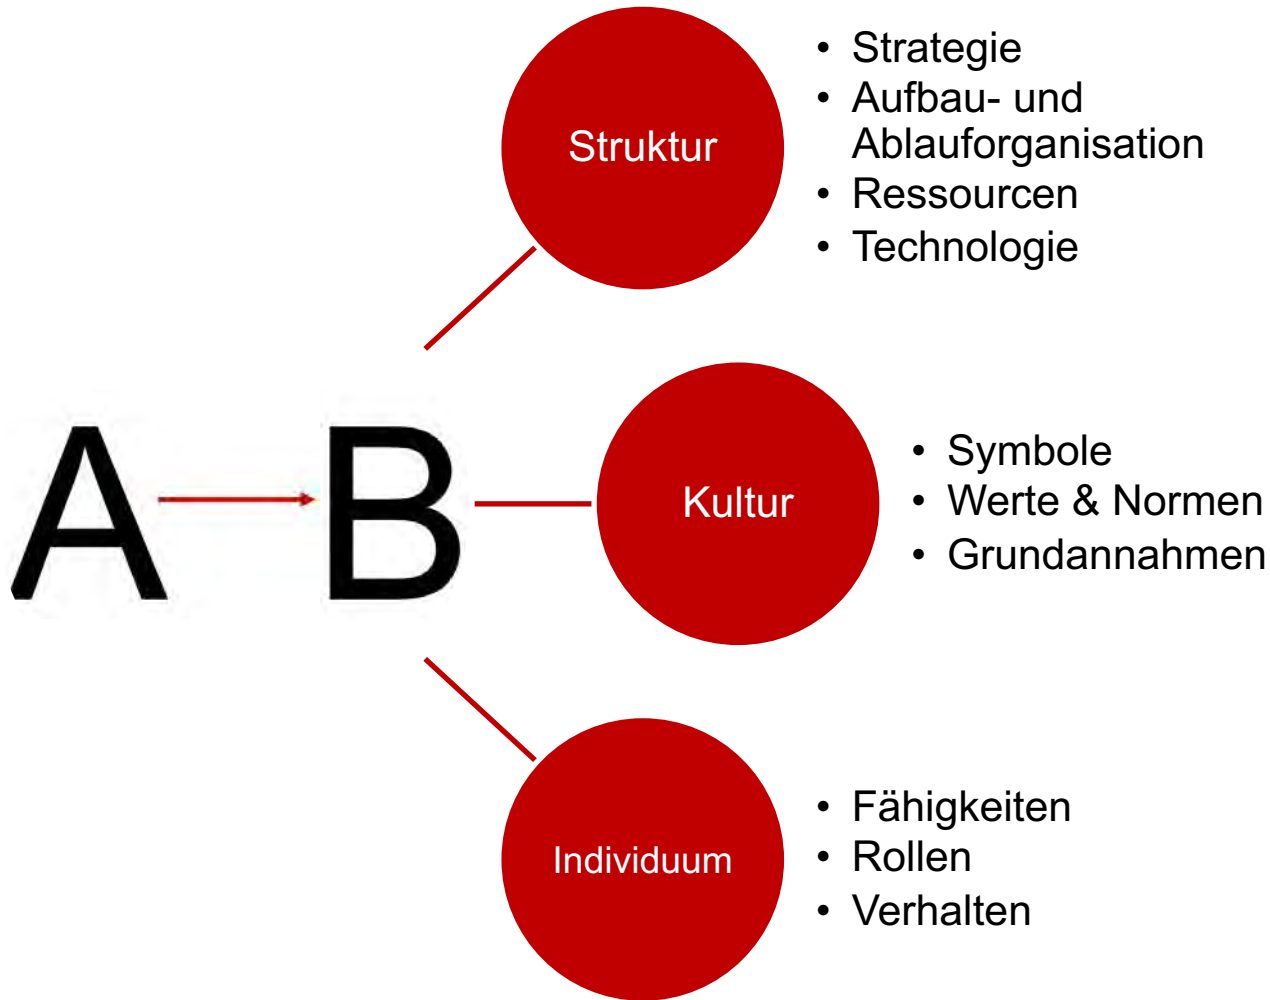 Struktur
• Strategie
• Aufbau- und
Ablauforganisation
• Ressourcen
• Technologie
A
B
Kultur
• Symbole
• Werte & Normen
• Grundannahmen
Individuum
• Fähigkeiten
• Rollen
• Verhalten